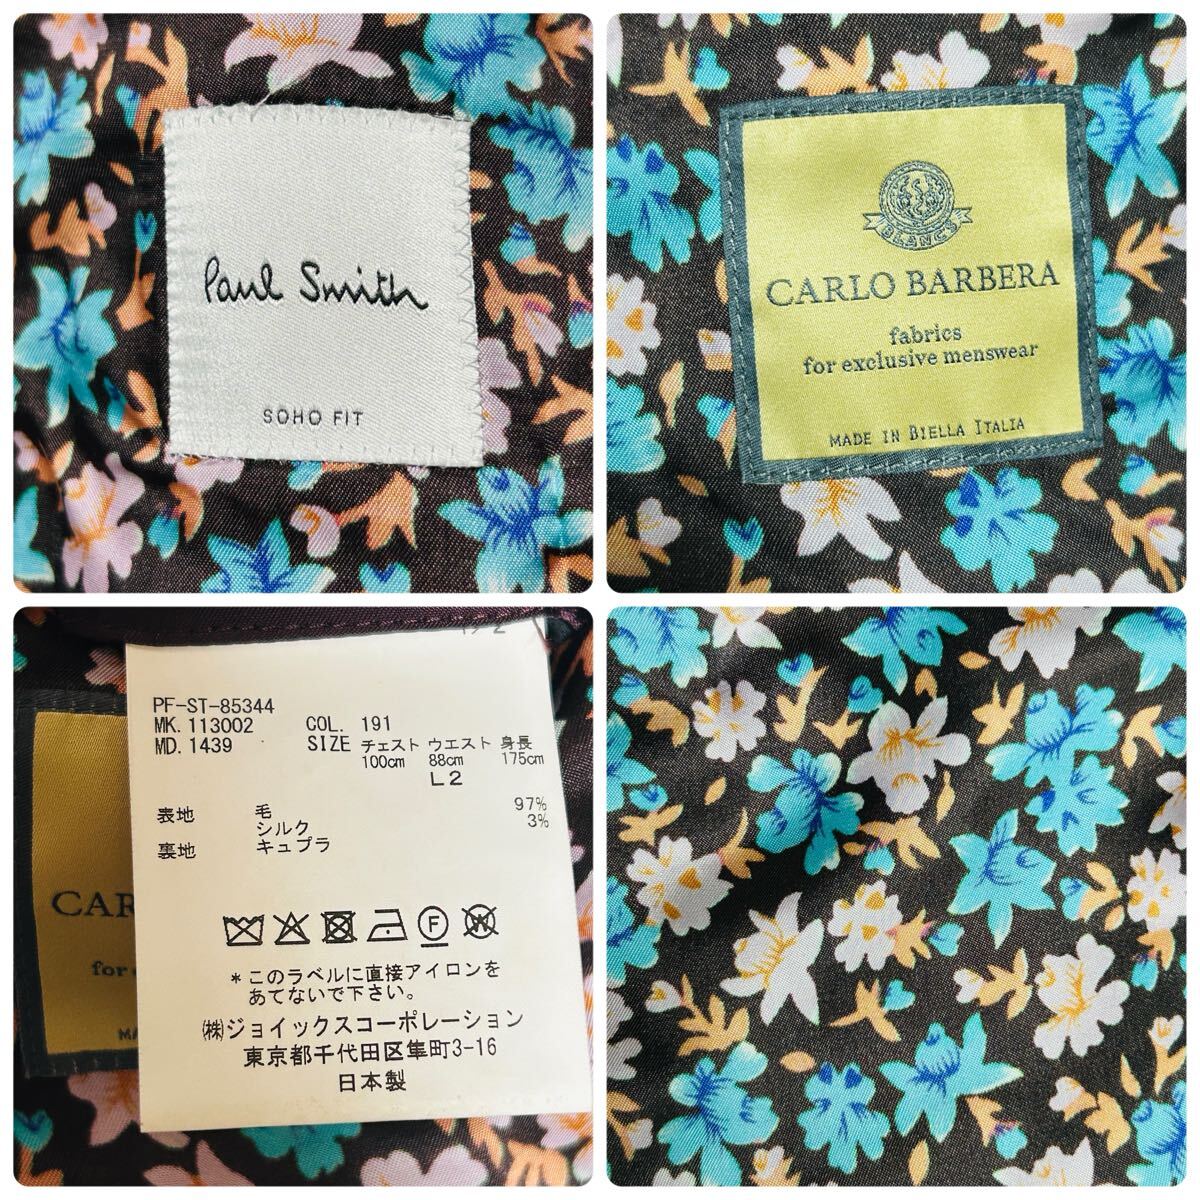 Paul Smith
SOHO FIT
BLANCS
CARLO BARBERA
fabrics
for exclusive menswear
MADE IN BIELLA ITALIA
PF-ST-85344
MK. 113002 COL. 191
MD. 1439 SIZE チェスト ウエスト 身長
100cm 88cm 175cm
L2
表地 毛 97%
シルク 3%
裏地 キュプラ
F W
*このラベルに直接アイロンを
あてないで下さい。
㈱ジョイックスコーポレーション
東京都千代田区隼町3-16
日本製
CAR
for
MA